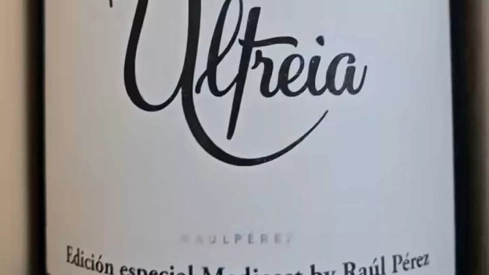 Ultreia
RAULPÉREZ
Edición especial Mediaset by Raúl Pérez